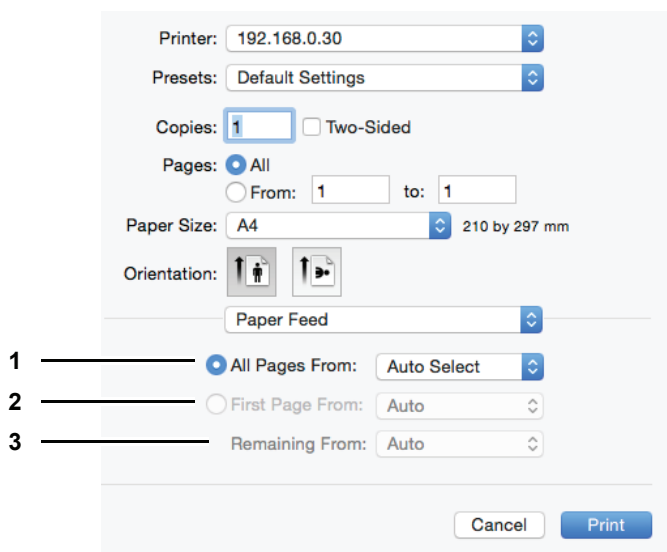 Printer: 192.168.0.30
Presets: Default Settings
Copies: 1 Two-Sided
Pages: All
From: 1 to: 1
Paper Size: A4 210 by 297 mm
Orientation:
Paper Feed
1 All Pages From: Auto Select
2 First Page From: Auto
3 Remaining From: Auto
Cancel Print